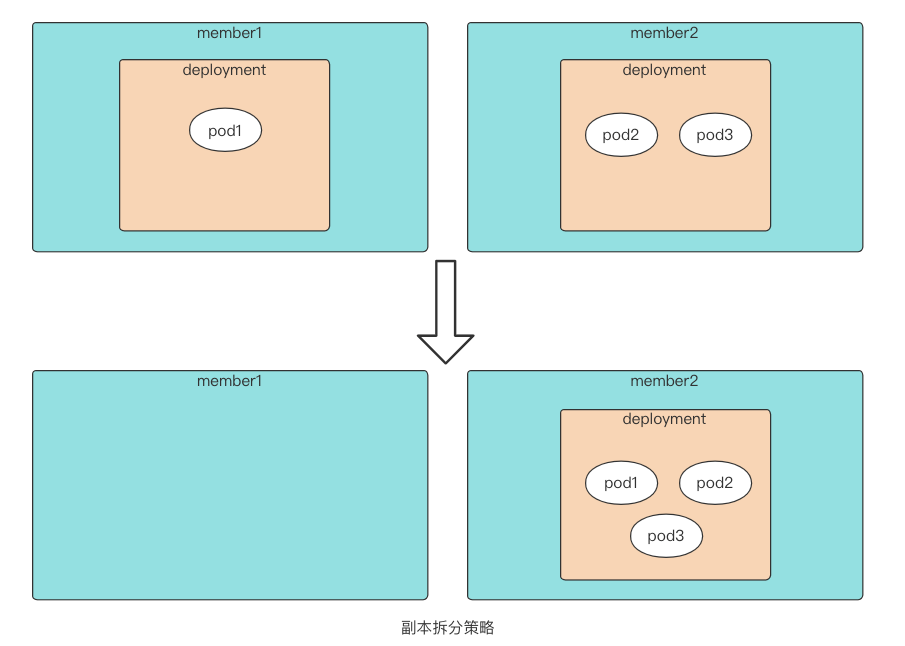 member1
deployment
pod1
member2
deployment
pod2
pod3
member1
member2
deployment
pod1
pod2
pod3
副本拆分策略